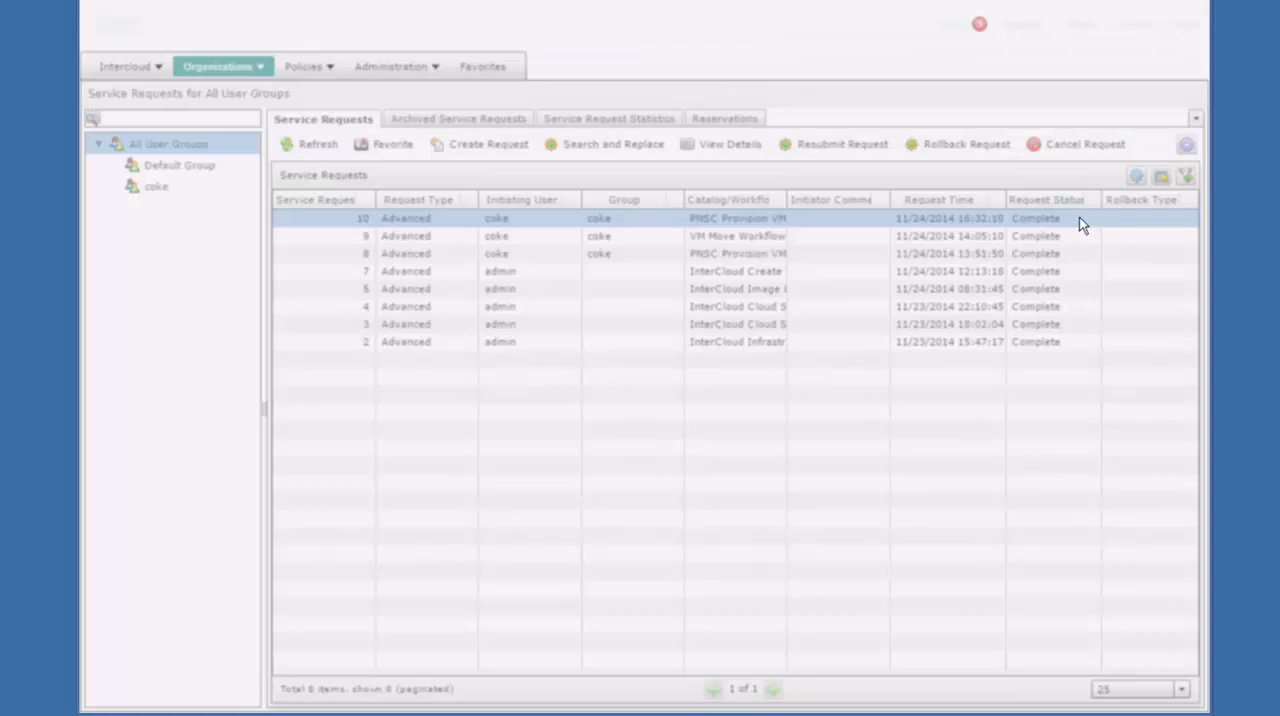 Intercloud Organizations Policies Administration Favorites
Service Requests for All User Groups
Service Requests Archived Service Requests Service Request Statistics Reservations
All User Groups
Default Group
coke
Refresh Favorite Create Request Search and Replace View Details Resubmit Request Rollback Request Cancel Request
Service Requests
Service Reques Request Type Initiating User Group Catalog/Workflo Initiator Comme Request Time Request Status Rollback Type
10 Advanced coke coke PNSC Provision VM 11/24/2014 16:32:10 Complete
9 Advanced coke coke VM Move Workflow 11/24/2014 14:05:10 Complete
8 Advanced coke coke PNSC Provision VM 11/24/2014 13:51:50 Complete
7 Advanced admin InterCloud Create 11/24/2014 12:13:18 Complete
5 Advanced admin InterCloud Image 11/24/2014 08:31:45 Complete
4 Advanced admin InterCloud Cloud S 11/23/2014 22:10:45 Complete
3 Advanced admin InterCloud Cloud S 11/23/2014 18:02:04 Complete
2 Advanced admin InterCloud Infrastr 11/23/2014 15:47:17 Complete
Total 8 items, shown 8 (paginated) 1 of 1 25